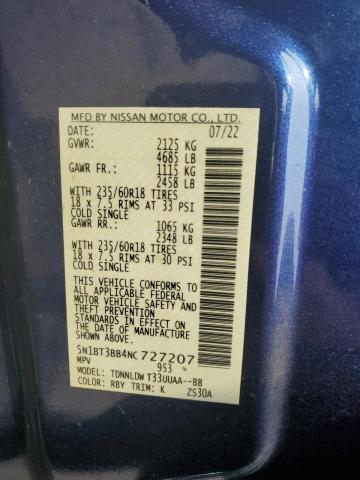 MFD BY NISSAN MOTOR CO., LTD.
DATE: 07/22
GVWR: 2125 KG
4685 LB
GAWR FR: 1115 KG
2458 LB
WITH 235/60R18 TIRES
18 x 7.5 RIMS AT 33 PSI
COLD SINGLE
GAWR RR: 1065 KG
2348 LB
WITH 235/60R18 TIRES
18 x 7.5 RIMS AT 30 PSI
COLD SINGLE
THIS VEHICLE CONFORMS TO
ALL APPLICABLE FEDERAL
MOTOR VEHICLE SAFETY AND
THEFT PREVENTION
STANDARDS IN EFFECT ON
THE DATE OF MANUFACTURE
SHOWN ABOVE.
5N1BT3BB4NC727207
MPV 953
MODEL: TDNNLDW T33UUAA--BB
COLOR: RBY TRIM: K ZS30A